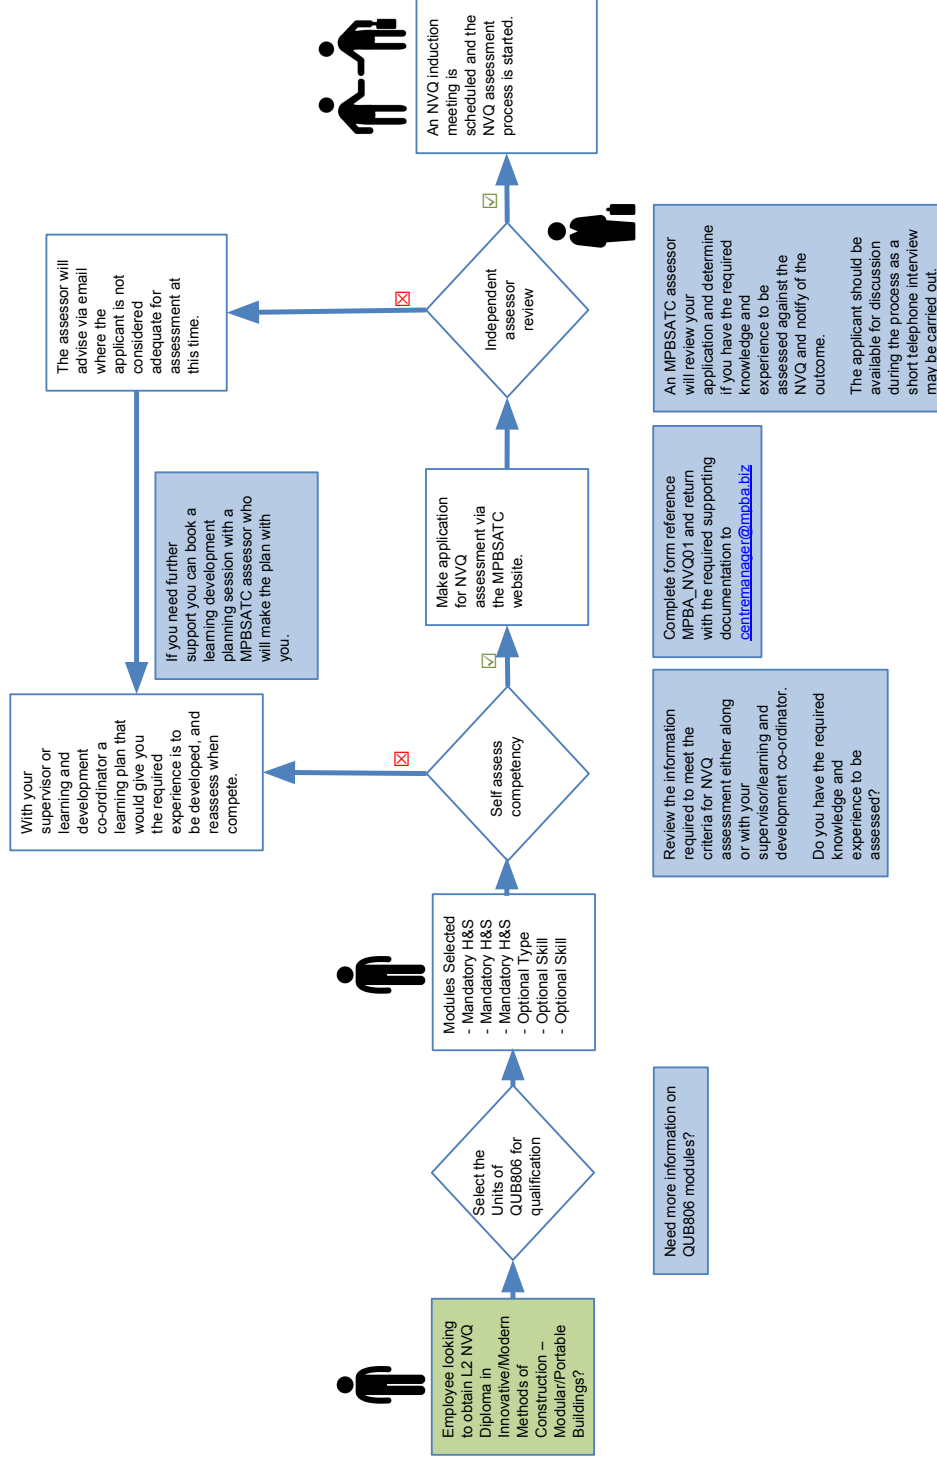 Employee looking
to obtain L2 NVQ
Diploma in
Innovative/Modern
Methods of
Construction –
Modular/Portable
Buildings?
Select the
Units of
QUB806 for
qualification
Need more information on
QUB806 modules?
Modules Selected
- Mandatory H&S
- Mandatory H&S
- Mandatory H&S
- Optional Type
- Optional Skill
- Optional Skill
Self assess
competency
Review the information
required to meet the
criteria for NVQ
assessment either along
or with your
supervisor/learning and
development co-ordinator.
Do you have the required
knowledge and
experience to be
assessed?
With your
supervisor or
learning and
development
co-ordinator a
learning plan that
would give you
the required
experience is to
be developed, and
reassess when
compete.
If you need further
support you can book a
learning development
planning session with a
MPBSATC assessor who
will make the plan with
you.
Make application
for NVQ
assessment via
the MPBSATC
website.
Complete form reference
MPBA_NVQ01 and return
with the required supporting
documentation to
centremanager@mpba.biz
Independent
assessor
review
An MPBSATC assessor
will review your
application and determine
if you have the required
knowledge and
experience to be
assessed against the
NVQ and notify of the
outcome.
The applicant should be
available for discussion
during the process as a
short telephone interview
may be carried out.
The assessor will
advise via email
where the
applicant is not
considered
adequate for
assessment at
this time.
An NVQ induction
meeting is
scheduled and the
NVQ assessment
process is started.